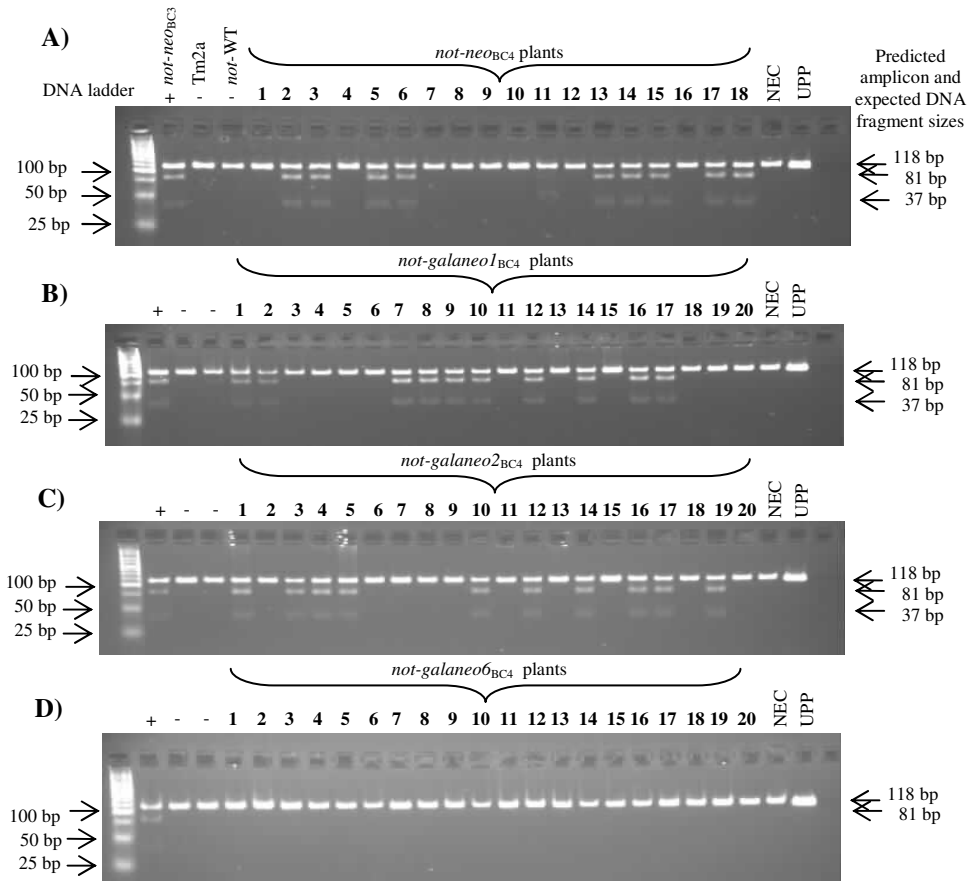 A)
DNA ladder
+ not-neoBC3
- Tm2a
- not-WT
not-neoBC4 plants
1 2 3 4 5 6 7 8 9 10 11 12 13 14 15 16 17 18
NEC
UPP
Predicted
amplicon and
expected DNA
fragment sizes
100 bp
50 bp
25 bp
118 bp
81 bp
37 bp
not-galaneo1BC4 plants
B)
+ - - 1 2 3 4 5 6 7 8 9 10 11 12 13 14 15 16 17 18 19 20
NEC
UPP
100 bp
50 bp
25 bp
118 bp
81 bp
37 bp
not-galaneo2BC4 plants
C)
+ - - 1 2 3 4 5 6 7 8 9 10 11 12 13 14 15 16 17 18 19 20
NEC
UPP
100 bp
50 bp
25 bp
118 bp
81 bp
37 bp
not-galaneo6BC4 plants
D)
+ - - 1 2 3 4 5 6 7 8 9 10 11 12 13 14 15 16 17 18 19 20
NEC
UPP
100 bp
50 bp
25 bp
118 bp
81 bp